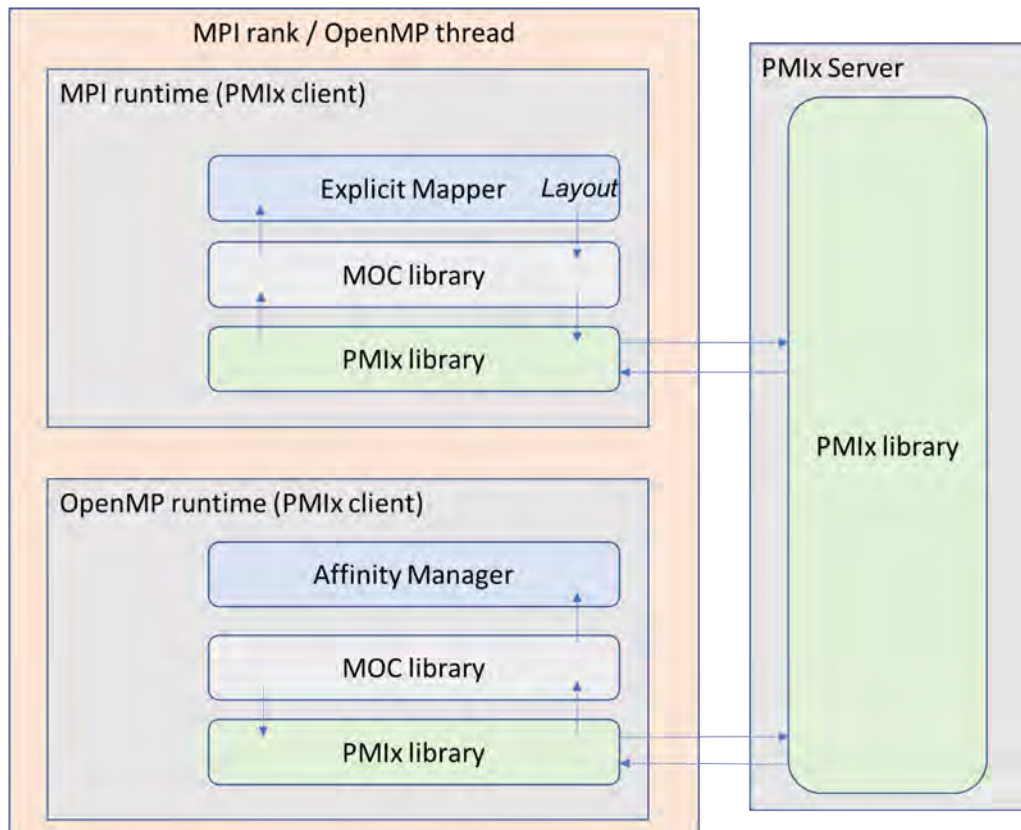 MPI rank / OpenMP thread
MPI runtime (PMIx client)
Explicit Mapper Layout
MOC library
PMIx library
OpenMP runtime (PMIx client)
Affinity Manager
MOC library
PMIx library
PMIx Server
PMIx library